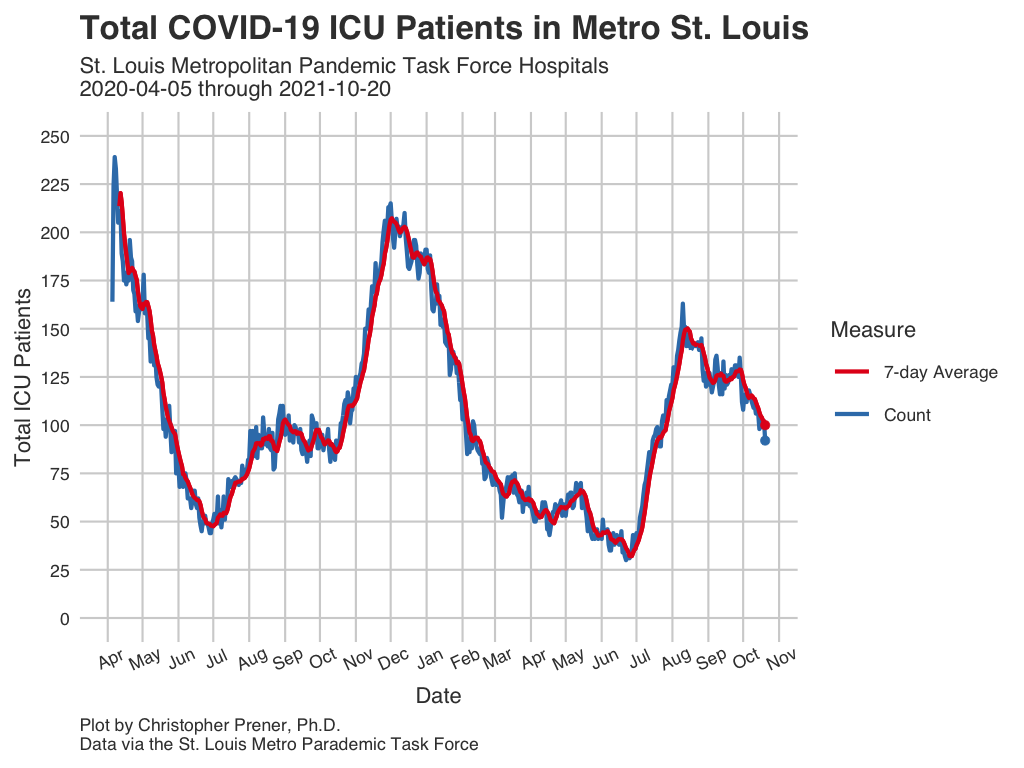 Total COVID-19 ICU Patients in Metro St. Louis
St. Louis Metropolitan Pandemic Task Force Hospitals
2020-04-05 through 2021-10-20
250
225
200
175
150
125
100
75
50
25
0
Total ICU Patients
Apr May Jun Jul Aug Sep Oct Nov Dec Jan Feb Mar Apr May Jun Jul Aug Sep Oct Nov
Date
Measure
7-day Average
Count
Plot by Christopher Prener, Ph.D.
Data via the St. Louis Metro Parademic Task Force